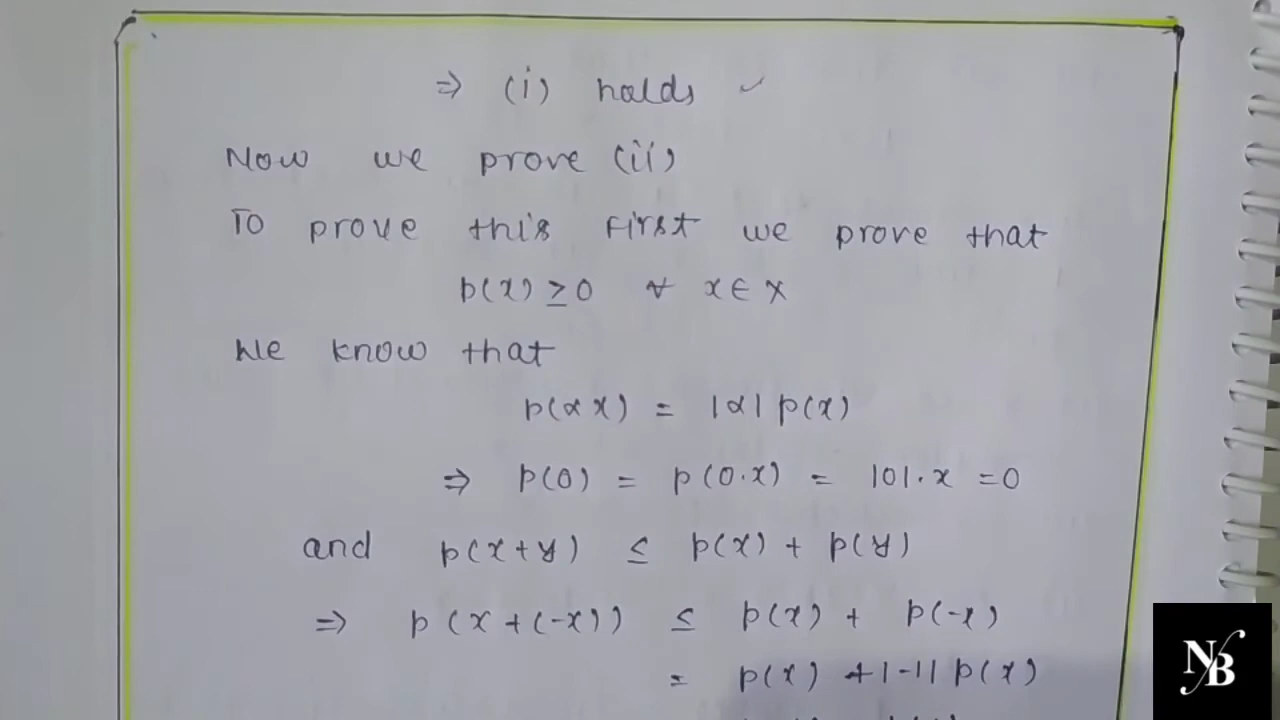 ⇒ (i) holds ✓
Now we prove (ii)
To prove this first we prove that
p(x) ≥ 0 ∀ x ∈ X
We know that
p(αx) = |α| p(x)
⇒ p(0) = p(0.x) = |0|.x = 0
and p(x+y) ≤ p(x) + p(y)
⇒ p(x+(-x)) ≤ p(x) + p(-x)
= p(x) + |-1| p(x)
NB